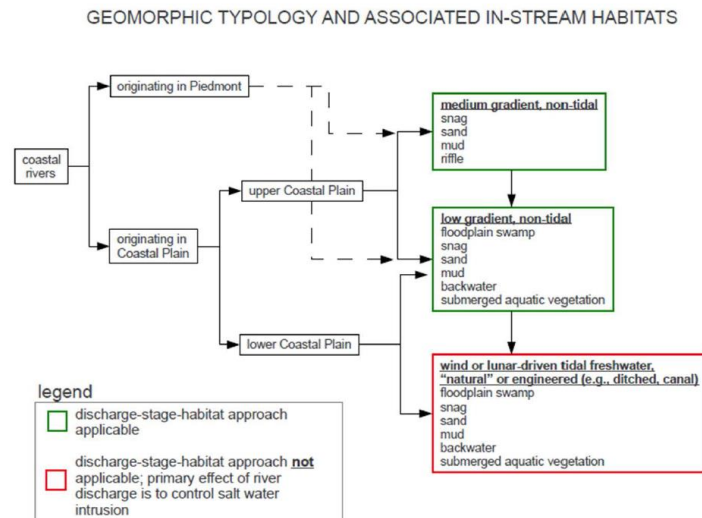 GEOMORPHIC TYPOLOGY AND ASSOCIATED IN-STREAM HABITATS
originating in Piedmont
coastal
rivers
originating in
Coastal Plain
upper Coastal Plain
lower Coastal Plain
medium gradient, non-tidal
snag
sand
mud
riffle
low gradient, non-tidal
floodplain swamp
snag
sand
mud
backwater
submerged aquatic vegetation
wind or lunar-driven tidal freshwater,
“natural” or engineered (e.g., ditched, canal)
floodplain swamp
snag
sand
mud
backwater
submerged aquatic vegetation
legend
discharge-stage-habitat approach
applicable
discharge-stage-habitat approach not
applicable; primary effect of river
discharge is to control salt water
intrusion